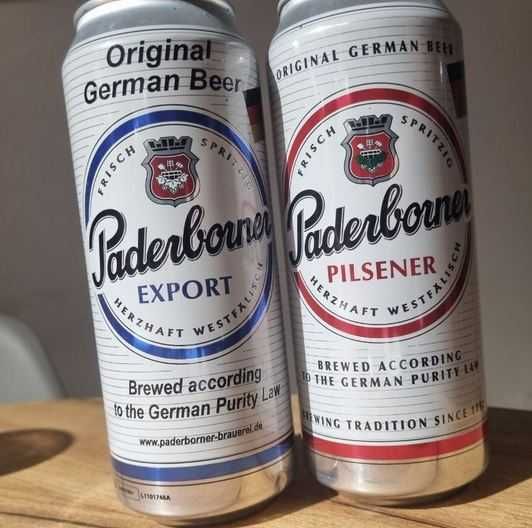 Original
German Beer
FRISCH SPRITZIG
Paderborner
EXPORT
HERZHAFT WESTFÄLISCH
Brewed according
to the German Purity Law
www.paderborner-brauerei.de
L1101746A
ORIGINAL GERMAN BEER
FRISCH SPRITZIG
Paderborner
PILSENER
HERZHAFT WESTFÄLISCH
BREWED ACCORDING
TO THE GERMAN PURITY LAW
BREWING TRADITION SINCE